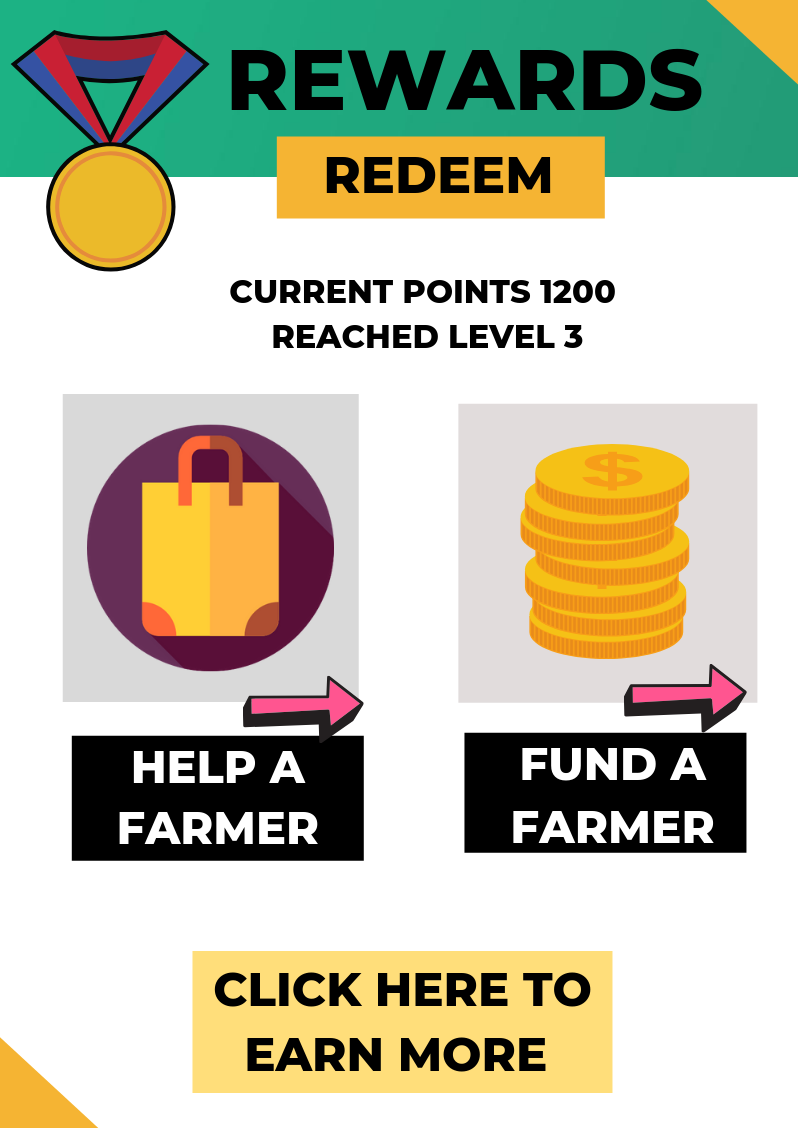 REWARDS
REDEEM
CURRENT POINTS 1200
REACHED LEVEL 3
$
HELP A
FARMER
FUND A
FARMER
CLICK HERE TO
EARN MORE